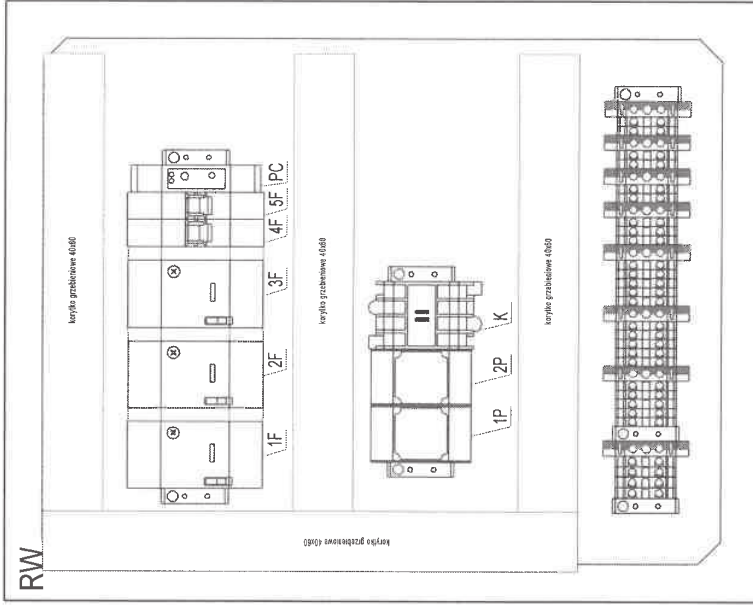 RW
korytko grzebieniowe 40x60
1F
2F
3F
4F
5F
PC
korytko grzebieniowe 40x60
1P
2P
K
korytko grzebieniowe 40x60
korytko grzebieniowe 40x60